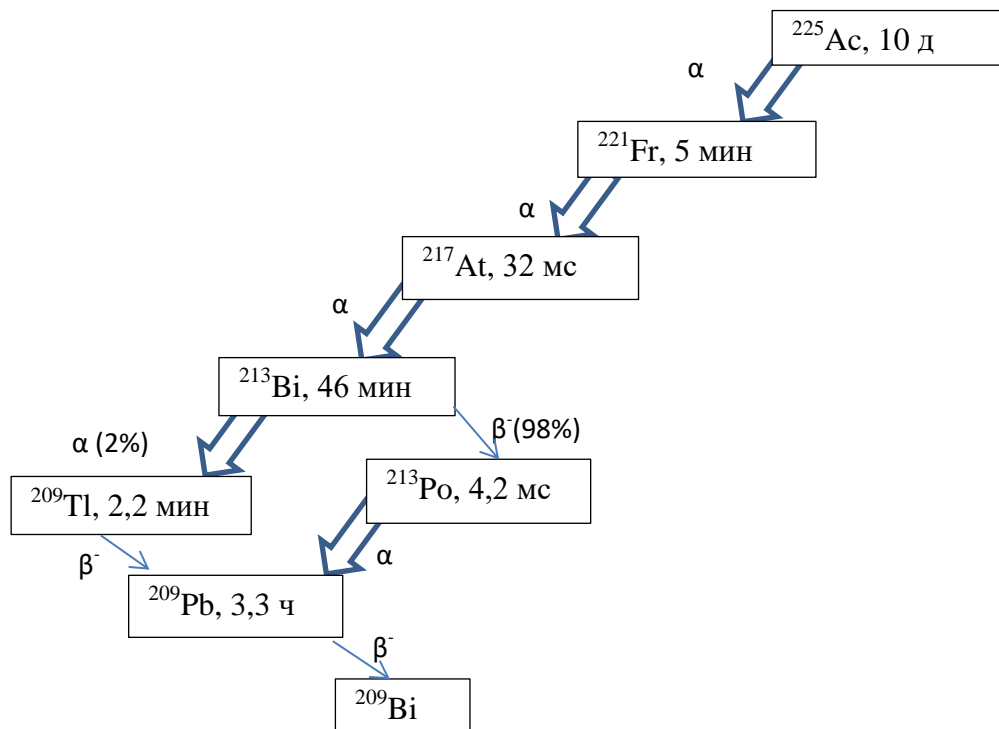 ²²⁵Ac, 10 д
α
²²¹Fr, 5 мин
α
²¹⁷At, 32 мс
α
²¹³Bi, 46 мин
α (2%)
β⁻(98%)
²⁰⁹Tl, 2,2 мин
²¹³Po, 4,2 мс
β⁻
α
²⁰⁹Pb, 3,3 ч
β⁻
²⁰⁹Bi